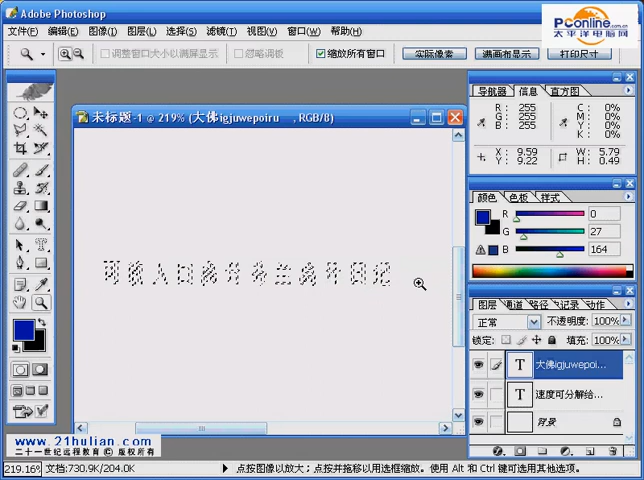 Adobe Photoshop
PConline
.com.cn
太平洋电脑网
文件(F) 编辑(E) 图像(I) 图层(L) 选择(S) 滤镜(T) 视图(V) 窗口(W) 帮助(H)
调整窗口大小以满屏显示 忽略调板 缩放所有窗口 实际像素 满画布显示 打印尺寸
导航器 信息 直方图
R: 255 C: 0%
G: 255 M: 0%
B: 255 Y: 0%
K: 0%
X: 9.59 W: 5.79
Y: 9.22 H: 0.49
未标题-1 @ 219% (大佛igjuwepoiru , RGB/8)
颜色 色板 样式
R 0
G 27
B 164
图层 通道 路径 动作
正常 不透明度: 100%
锁定: 填充: 100%
T 大佛igjuwepoi...
T 速度可分解给...
背景
www.21hulian.com
二十一世纪远程教育 © 版权所有
219.16% 文档:730.9K/204.0K 点按图像以放大;点按并拖移以用选框缩放。使用 Alt 和 Ctrl 键可选用其他选项。